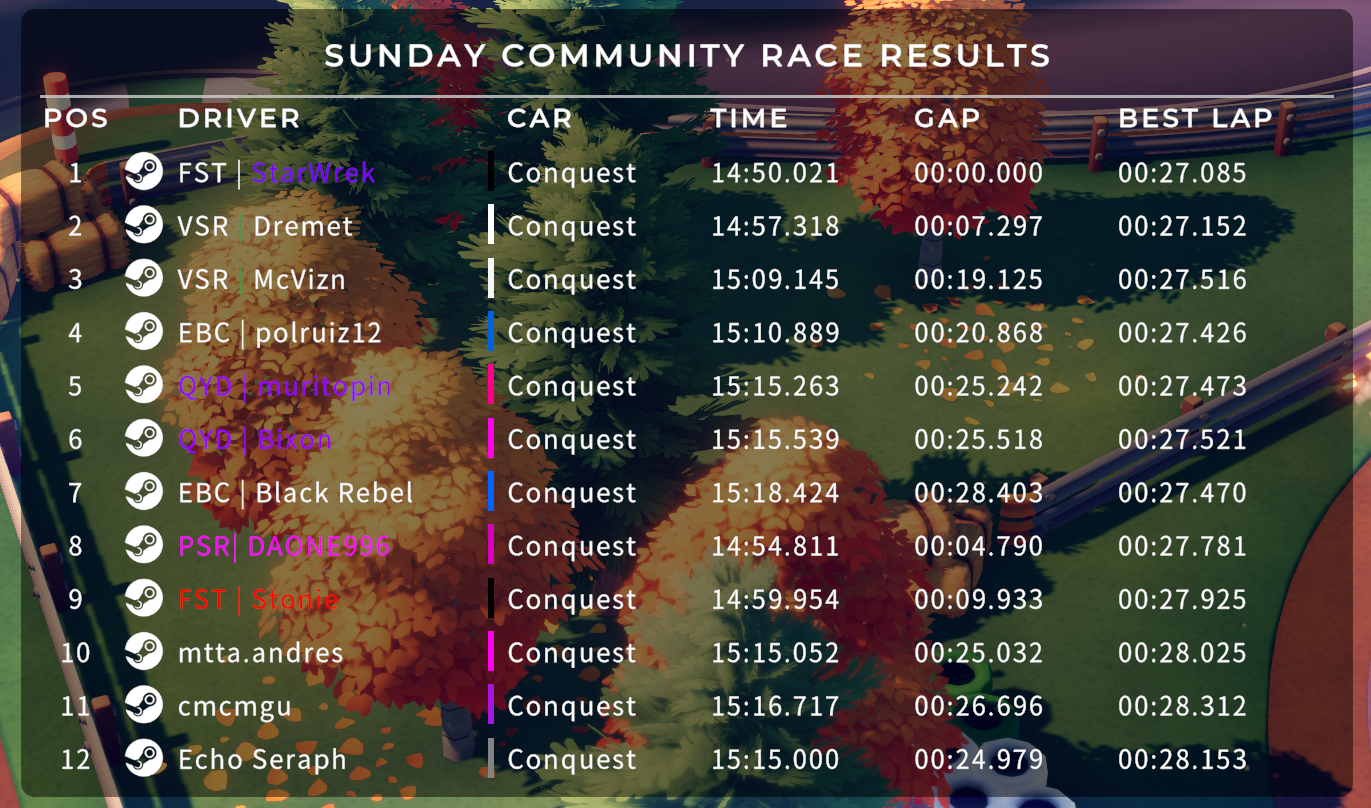 SUNDAY COMMUNITY RACE RESULTS
POS DRIVER CAR TIME GAP BEST LAP
1 FST | StarWrek Conquest 14:50.021 00:00.000 00:27.085
2 VSR | Dremet Conquest 14:57.318 00:07.297 00:27.152
3 VSR | McVizn Conquest 15:09.145 00:19.125 00:27.516
4 EBC | polruiz12 Conquest 15:10.889 00:20.868 00:27.426
5 QYD | muritopin Conquest 15:15.263 00:25.242 00:27.473
6 QYD | Bixon Conquest 15:15.539 00:25.518 00:27.521
7 EBC | Black Rebel Conquest 15:18.424 00:28.403 00:27.470
8 PSR| DAONE996 Conquest 14:54.811 00:04.790 00:27.781
9 FST | Stonie Conquest 14:59.954 00:09.933 00:27.925
10 mtta.andres Conquest 15:15.052 00:25.032 00:28.025
11 cmcmgu Conquest 15:16.717 00:26.696 00:28.312
12 Echo Seraph Conquest 15:15.000 00:24.979 00:28.153